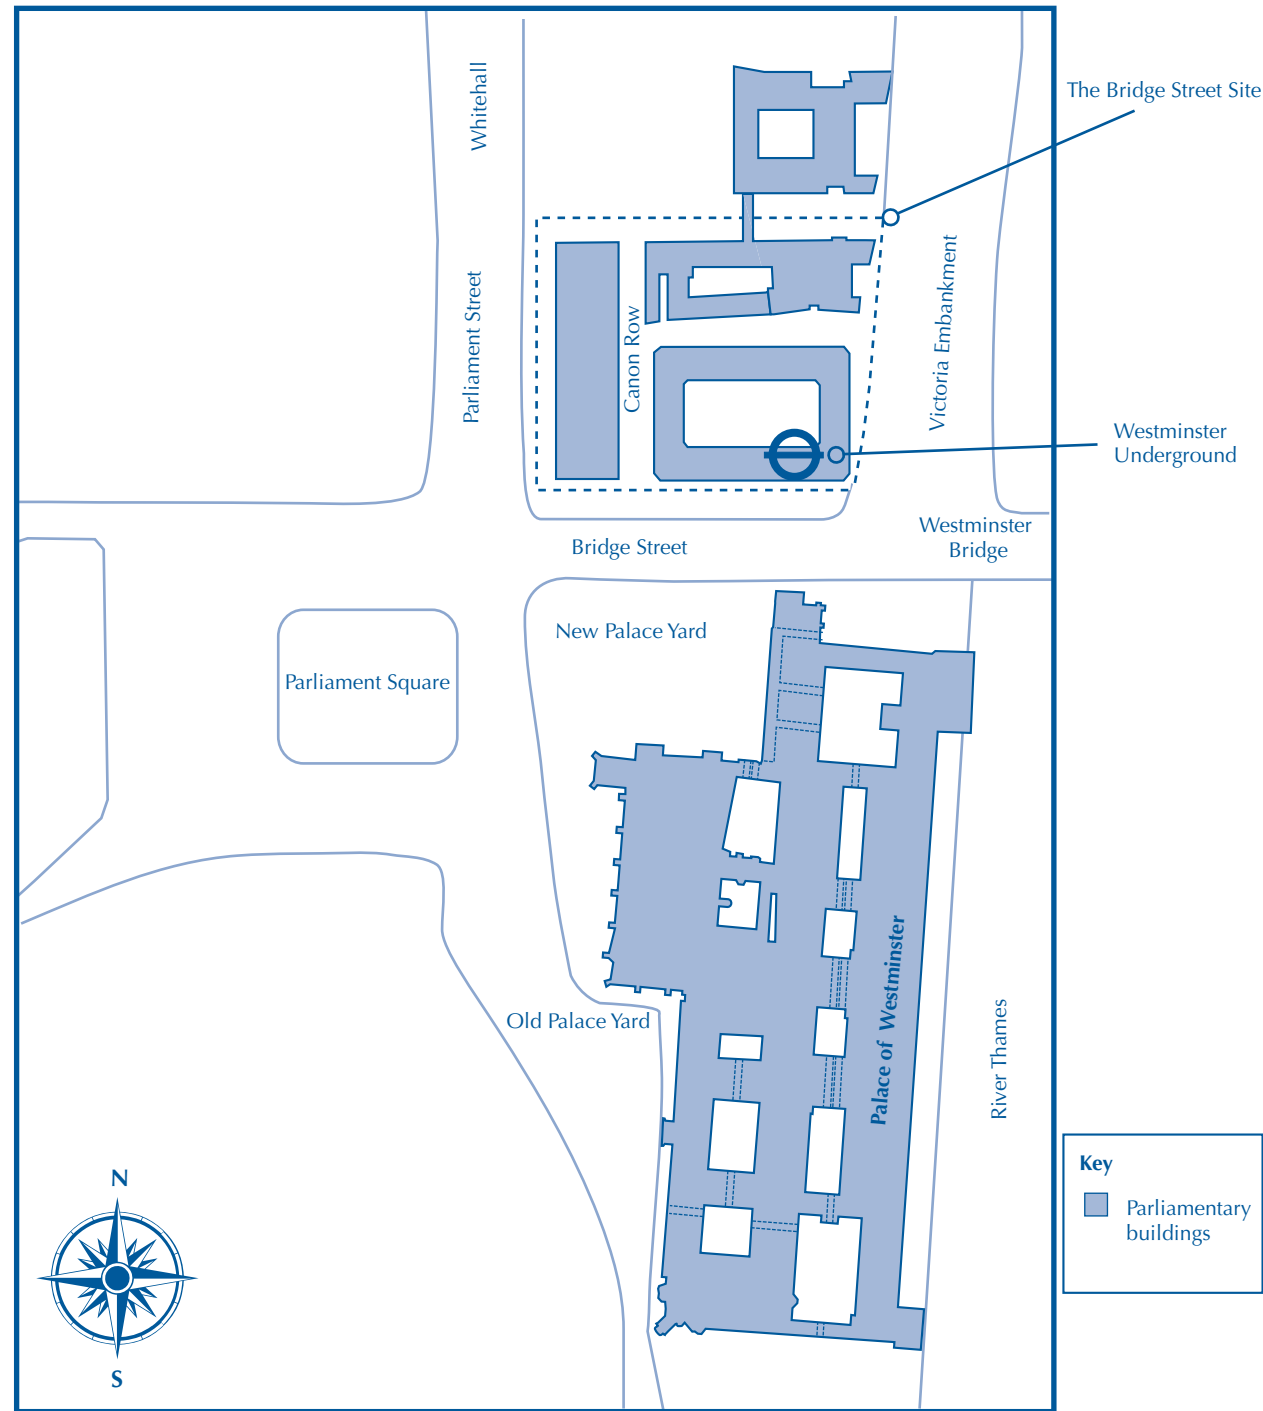 Whitehall
The Bridge Street Site
Parliament Street
Canon Row
Victoria Embankment
Westminster
Underground
Westminster
Bridge
Bridge Street
New Palace Yard
Parliament Square
Palace of Westminster
Old Palace Yard
River Thames
Key
Parliamentary
buildings
N
S